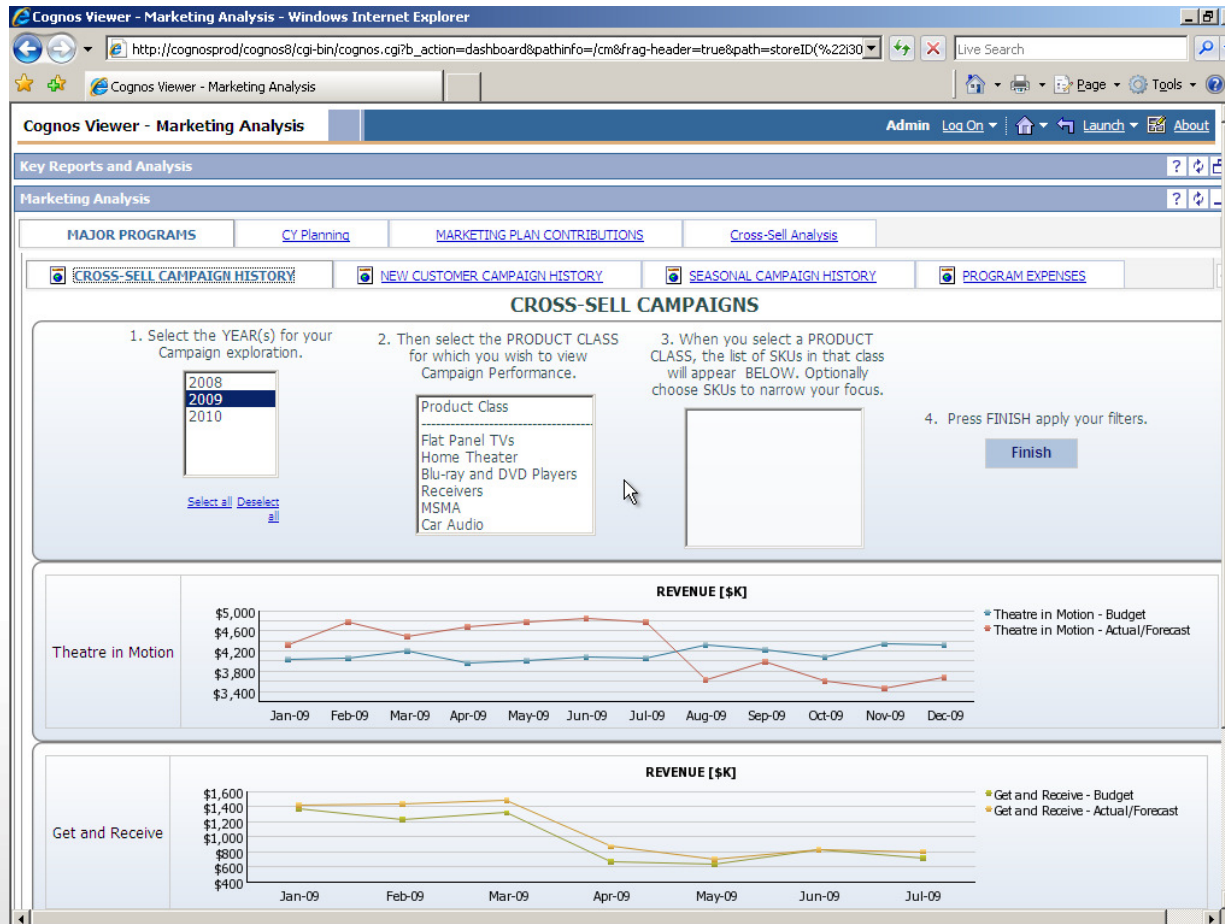 Cognos Viewer - Marketing Analysis - Windows Internet Explorer
http://cognosprod/cognos8/cgi-bin/cognos.cgi?b_action=dashboard&pathinfo=/cm&frag-header=true&path=storeID(%22i30
Live Search
Cognos Viewer - Marketing Analysis
Page
Tools
Cognos Viewer - Marketing Analysis
Admin Log On Launch About
Key Reports and Analysis
Marketing Analysis
MAJOR PROGRAMS CY Planning MARKETING PLAN CONTRIBUTIONS Cross-Sell Analysis
CROSS-SELL CAMPAIGN HISTORY NEW CUSTOMER CAMPAIGN HISTORY SEASONAL CAMPAIGN HISTORY PROGRAM EXPENSES
CROSS-SELL CAMPAIGNS
1. Select the YEAR(s) for your
Campaign exploration.
2008
2009
2010
Select all Deselect
all
2. Then select the PRODUCT CLASS
for which you wish to view
Campaign Performance.
Product Class
Flat Panel TVs
Home Theater
Blu-ray and DVD Players
Receivers
MSMA
Car Audio
3. When you select a PRODUCT
CLASS, the list of SKUs in that class
will appear BELOW. Optionally
choose SKUs to narrow your focus.
4. Press FINISH apply your filters.
Finish
Theatre in Motion
REVENUE [$K]
$5,000
$4,600
$4,200
$3,800
$3,400
Jan-09 Feb-09 Mar-09 Apr-09 May-09 Jun-09 Jul-09 Aug-09 Sep-09 Oct-09 Nov-09 Dec-09
Theatre in Motion - Budget
Theatre in Motion - Actual/Forecast
Get and Receive
REVENUE [$K]
$1,600
$1,400
$1,200
$1,000
$800
$600
$400
Jan-09 Feb-09 Mar-09 Apr-09 May-09 Jun-09 Jul-09
Get and Receive - Budget
Get and Receive - Actual/Forecast